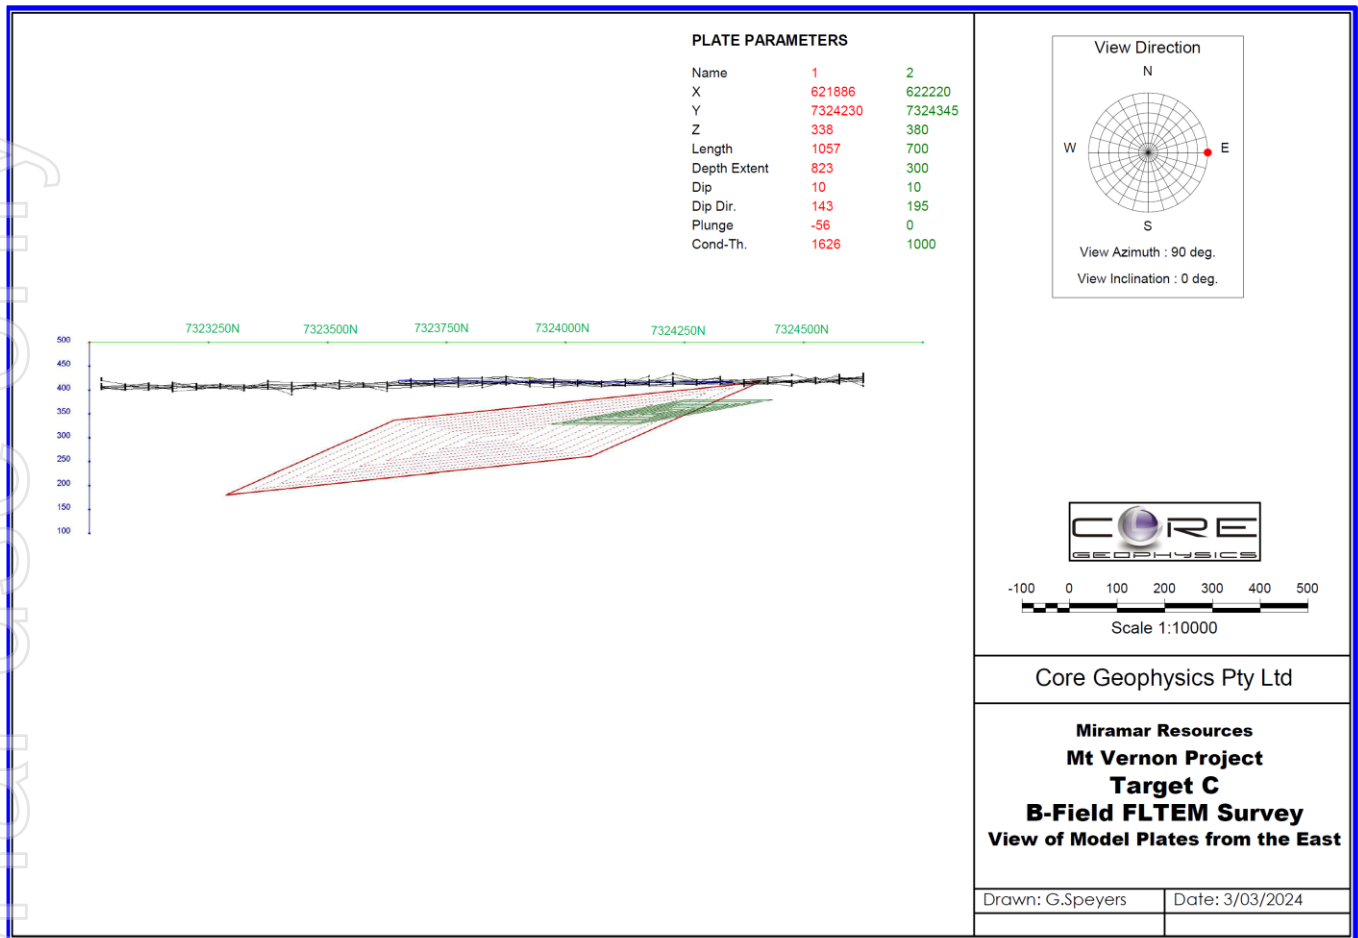 PLATE PARAMETERS
Name 1 2
X 621886 622220
Y 7324230 7324345
Z 338 380
Length 1057 700
Depth Extent 823 300
Dip 10 10
Dip Dir. 143 195
Plunge -56 0
Cond-Th. 1626 1000
7323250N 7323500N 7323750N 7324000N 7324250N 7324500N
500
450
400
350
300
250
200
150
100
View Direction
N
W E
S
View Azimuth : 90 deg.
View Inclination : 0 deg.
CORE
GEOPHYSICS
-100 0 100 200 300 400 500
Scale 1:10000
Core Geophysics Pty Ltd
Miramar Resources
Mt Vernon Project
Target C
B-Field FLTEM Survey
View of Model Plates from the East
Drawn: G.Speyers Date: 3/03/2024